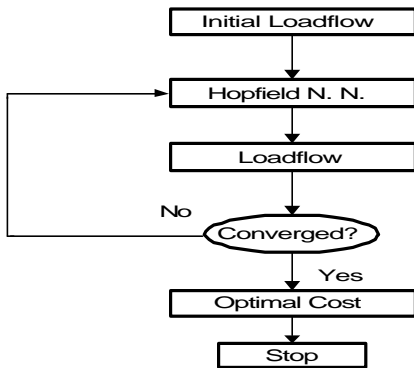 Initial Loadflow
Hopfield N. N.
Loadflow
No
Converged?
Yes
Optimal Cost
Stop